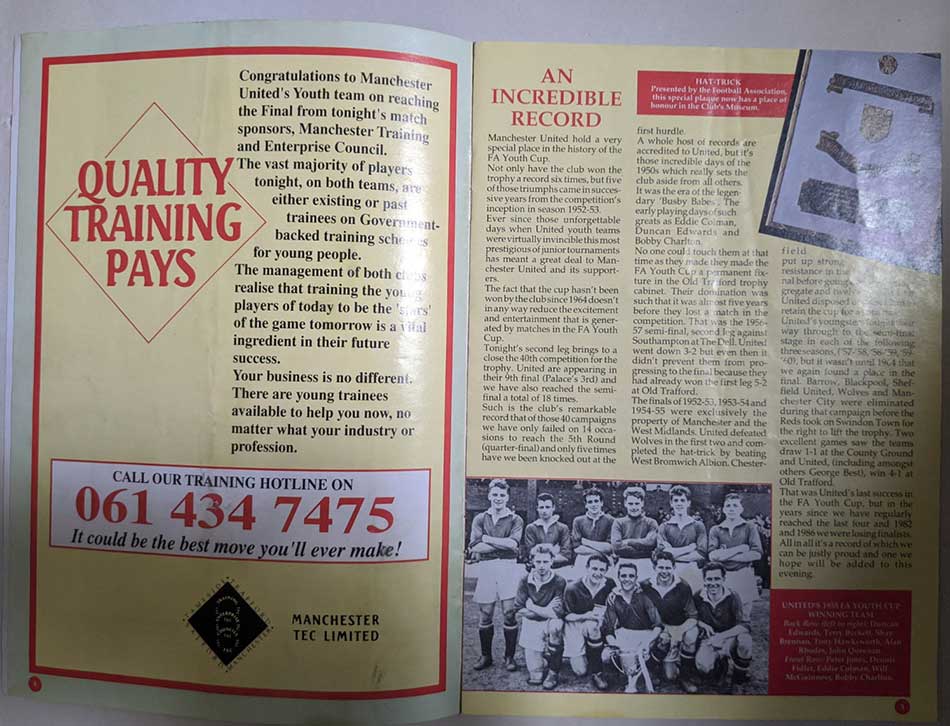 QUALITY
TRAINING
PAYS
Congratulations to Manchester
United's Youth team on reaching
the Final from tonight's match
sponsors, Manchester Training
and Enterprise Council.
The vast majority of players
tonight, on both teams, are
either existing or past
trainees on Government-
backed training schemes
for young people.
The management of both clubs
realise that training the young
players of today to be the 'stars'
of the game tomorrow is a vital
ingredient in their future
success.
Your business is no different.
There are young trainees
available to help you now, no
matter what your industry or
profession.
CALL OUR TRAINING HOTLINE ON
061 434 7475
It could be the best move you'll ever make!
MANCHESTER
TEC LIMITED
AN
INCREDIBLE
RECORD
Manchester United hold a very
special place in the history of the
FA Youth Cup.
Not only have the club won the
trophy a record six times, but five
of those triumphs came in succes-
sive years from the competition's
inception in season 1952-53.
Ever since those unforgettable
days when United youth teams
were virtually invincible this most
prestigious of junior tournaments
has meant a great deal to Man-
chester United and its support-
ers.
The fact that the cup hasn't been
won by the club since 1964 doesn't
in any way reduce the excitement
and entertainment that is gener-
ated by matches in the FA Youth
Cup.
Tonight's second leg brings to a
close the 40th competition for the
trophy. United are appearing in
their 9th final (Palace's 3rd) and
we have also reached the semi-
final a total of 18 times.
Such is the club's remarkable
record that of those 40 campaigns
we have only failed on 14 occa-
sions to reach the 5th Round
(quarter-final) and only five times
have we been knocked out at the
HAT-TRICK
Presented by the Football Association,
this special plaque now has a place of
honour in the Club's Museum.
first hurdle.
A whole host of records are
accredited to United, but it's
those incredible days of the
1950s which really sets the
club aside from all others.
It was the era of the legen-
dary 'Busby Babes'. The
early playing days of such
greats as Eddie Colman,
Duncan Edwards and
Bobby Charlton.
No one could touch them at that
time as they made they made the
FA Youth Cup a permanent fix-
ture in the Old Trafford trophy
cabinet. Their domination was
such that it was almost five years
before they lost a match in the
competition. That was the 1956-
57 semi-final, second leg against
Southampton at The Dell. United
went down 3-2 but even then it
didn't prevent them from pro-
gressing to the final because they
had already won the first leg 5-2
at Old Trafford.
The finals of 1952-53, 1953-54 and
1954-55 were exclusively the
property of Manchester and the
West Midlands. United defeated
Wolves in the first two and com-
pleted the hat-trick by beating
West Bromwich Albion. Chester-
field
put up strong
resistance in the
nal before going
gregate and twelve
United disposed of
retain the cup for a
United's youngsters fought their
way through to the semi-final
stage in each of the following
three seasons, ('57-'58, '58-'59, '59-
'60), but it wasn't until 1964 that
we again found a place in the
final. Barrow, Blackpool, Shef-
field United, Wolves and Man-
chester City were eliminated
during that campaign before the
Reds took on Swindon Town for
the right to lift the trophy. Two
excellent games saw the teams
draw 1-1 at the County Ground
and United, (including amongst
others George Best), win 4-1 at
Old Trafford.
That was United's last success in
the FA Youth Cup, but in the
years since we have regularly
reached the last four and 1982
and 1986 we were losing finalists.
All in all it's a record of which we
can be justly proud and one we
hope will be added to this
evening.
UNITED'S 1955 FA YOUTH CUP
WINNING TEAM
Back Row (left to right): Duncan
Edwards, Terry Beckett, Shay
Brennan, Tony Hawksworth, Alan
Rhodes, John Queenan.
Front Row: Peter Jones, Dennis
Fidler, Eddie Colman, Wilf
McGuinness, Bobby Charlton.